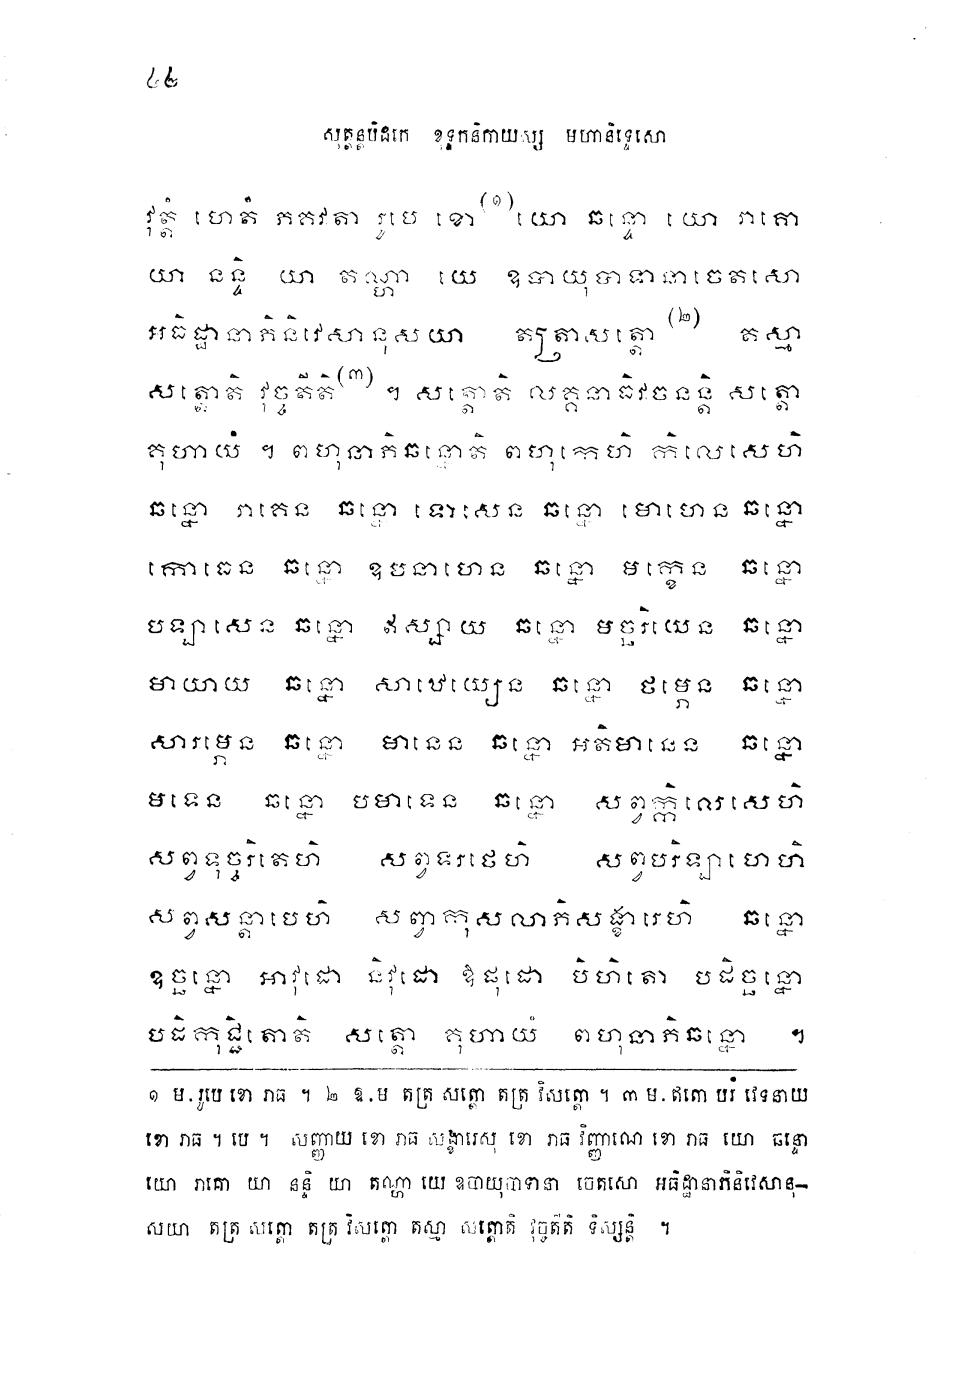 ៤២
សុត្តន្តបិដកេ ខុទ្ទកនិកាយស្ស មហានិទ្ទេសោ
វុត្តំ ហេតំ ភគវតា រូបេ ខោ(១) យោ ឆន្ទោ យោ រាគោ
យា នន្ទិ យា តណ្ហា យេ ឧបាយុបាទានាចេតសោ
អធិដ្ឋានាភិនិវេសានុសយា តត្រាសត្តោ(២) តស្មា
សត្តោតិ វុច្ចតីតិ(៣) ។ សត្តោតិ លគ្គនាធិវចនន្តិ សត្តោ
គុហាយំ ។ ពហុនាភិឆន្នោតិ ពហុកេហិ កិលេសេហិ
ឆន្នោ រាគេន ឆន្នោ ទោសេន ឆន្នោ មោហេន ឆន្នោ
កោធេន ឆន្នោ ឧបនាហេន ឆន្នោ មក្ខេន ឆន្នោ
បឡាសេន ឆន្នោ ឥស្សាយ ឆន្នោ មច្ឆរិយេន ឆន្នោ
មាយាយ ឆន្នោ សាឋេយ្យេន ឆន្នោ ថម្ភេន ឆន្នោ
សារម្ភេន ឆន្នោ មានេន ឆន្នោ អតិមានេន ឆន្នោ
មទេន ឆន្នោ បមាទេន ឆន្នោ សព្វក្កិលេសេហិ
សព្វទុច្ចរិតេហិ សព្វទរថេហិ សព្វបរិឡាហេហិ
សព្វសន្តាបេហិ សព្វាកុសលាភិសង្ខារេហិ ឆន្នោ
ឧច្ឆន្នោ អាវុដោ និវុដោ ឱផុដោ បិហិតោ បដិច្ឆន្នោ
បដិកុជ្ជិតោតិ សត្តោ គុហាយំ ពហុនាភិឆន្នោ ។
១ ម.រូបេ ខោ រាធ ។ ២ ឱ.ម តត្រ សត្តោ តត្រ វិសត្តោ ។ ៣ ម.ឥតោ បរំ វេទនាយ
ខោ រាធ ។ បេ ។ សញ្ញាយ ខោ រាធ សង្ខារេសុ ខោ រាធ វិញ្ញាណេ ខោ រាធ យោ ឆន្ទោ
យោ រាគោ យា នន្ទិ យា តណ្ហា យេ ឧបាយុបាទានា ចេតសោ អធិដ្ឋានាភិនិវេសានុ-
សយា តត្រ សត្តោ តត្រ វិសត្តោ តស្មា សត្តោតិ វុច្ចតីតិ ទិស្សន្តិ ។